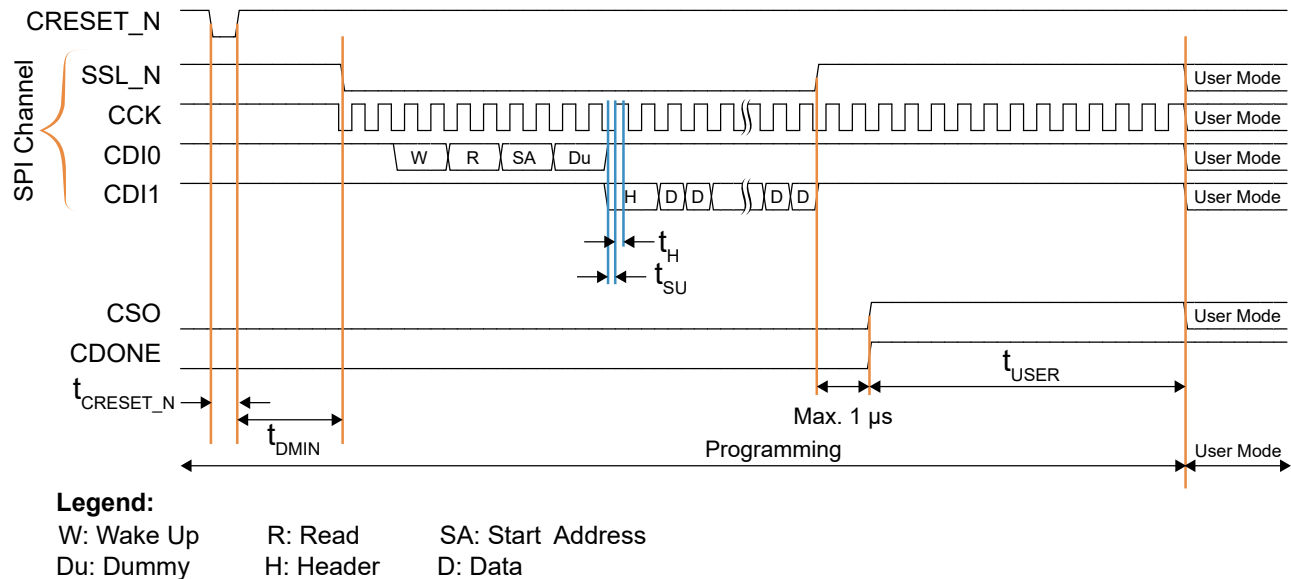 CRESET_N
SPI Channel
SSL_N User Mode
CCK User Mode
CDI0 W R SA Du User Mode
CDI1 H D D D D User Mode
tH
tSU
CSO User Mode
CDONE
tCRESET_N tUSER
Max. 1 µs
tDMIN
Programming User Mode
Legend:
W: Wake Up R: Read SA: Start Address
Du: Dummy H: Header D: Data